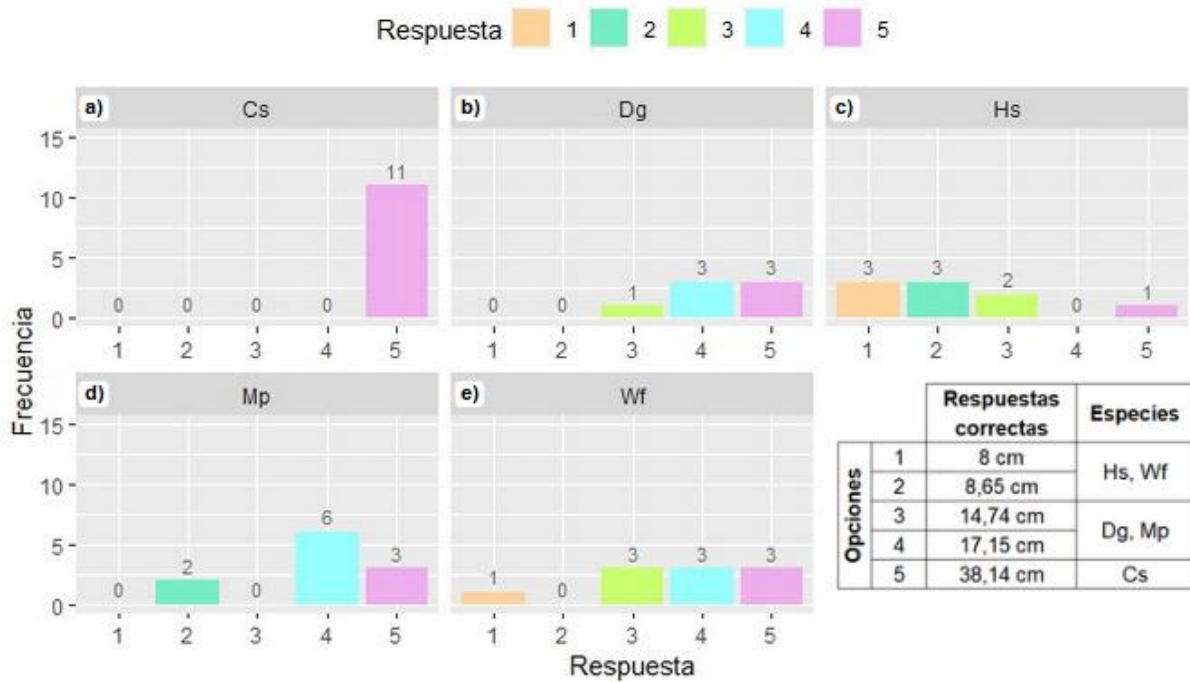 Respuesta 1 2 3 4 5
a) Cs
b) Dg
c) Hs
Frecuencia
15
10
5
0
0 0 0 0 11
0 0 1 3 3
3 3 2 0 1
1 2 3 4 5
1 2 3 4 5
1 2 3 4 5
d) Mp
e) Wf
15
10
5
0
0 2 0 6 3
1 0 3 3 3
1 2 3 4 5
1 2 3 4 5
Respuesta
Respuestas
correctas
Especies
Opciones
1 8 cm
2 8,65 cm
Hs, Wf
3 14,74 cm
4 17,15 cm
Dg, Mp
5 38,14 cm Cs